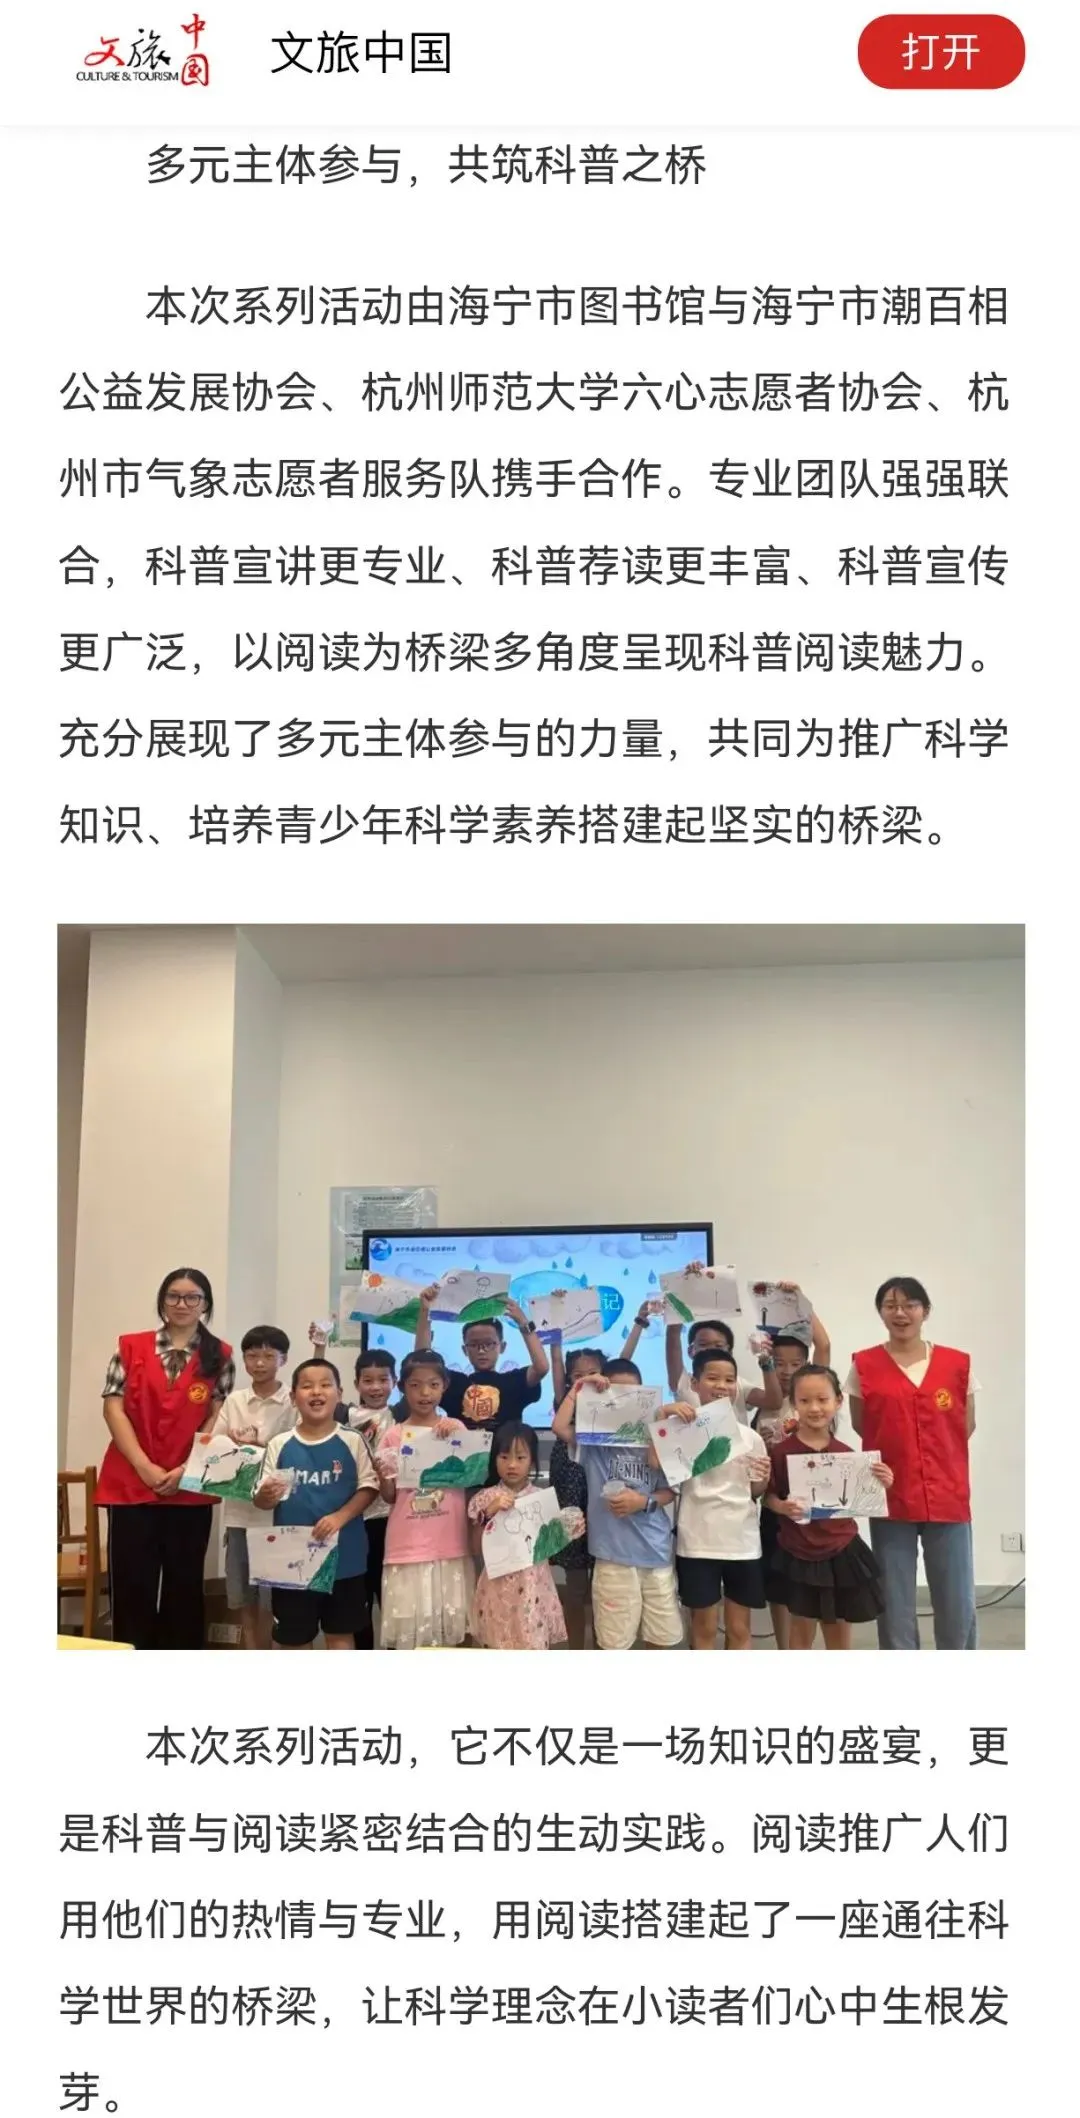 文旅中国
CULTURE & TOURISM
文旅中国
打开
多元主体参与，共筑科普之桥
本次系列活动由海宁市图书馆与海宁市潮百相
公益发展协会、杭州师范大学六心志愿者协会、杭
州市气象志愿者服务队携手合作。专业团队强强联
合，科普宣讲更专业、科普荐读更丰富、科普宣传
更广泛，以阅读为桥梁多角度呈现科普阅读魅力。
充分展现了多元主体参与的力量，共同为推广科学
知识、培养青少年科学素养搭建起坚实的桥梁。
记
中国
MART
LI-NING
本次系列活动，它不仅是一场知识的盛宴，更
是科普与阅读紧密结合的生动实践。阅读推广人们
用他们的热情与专业，用阅读搭建起了一座通往科
学世界的桥梁，让科学理念在小读者们心中生根发
芽。